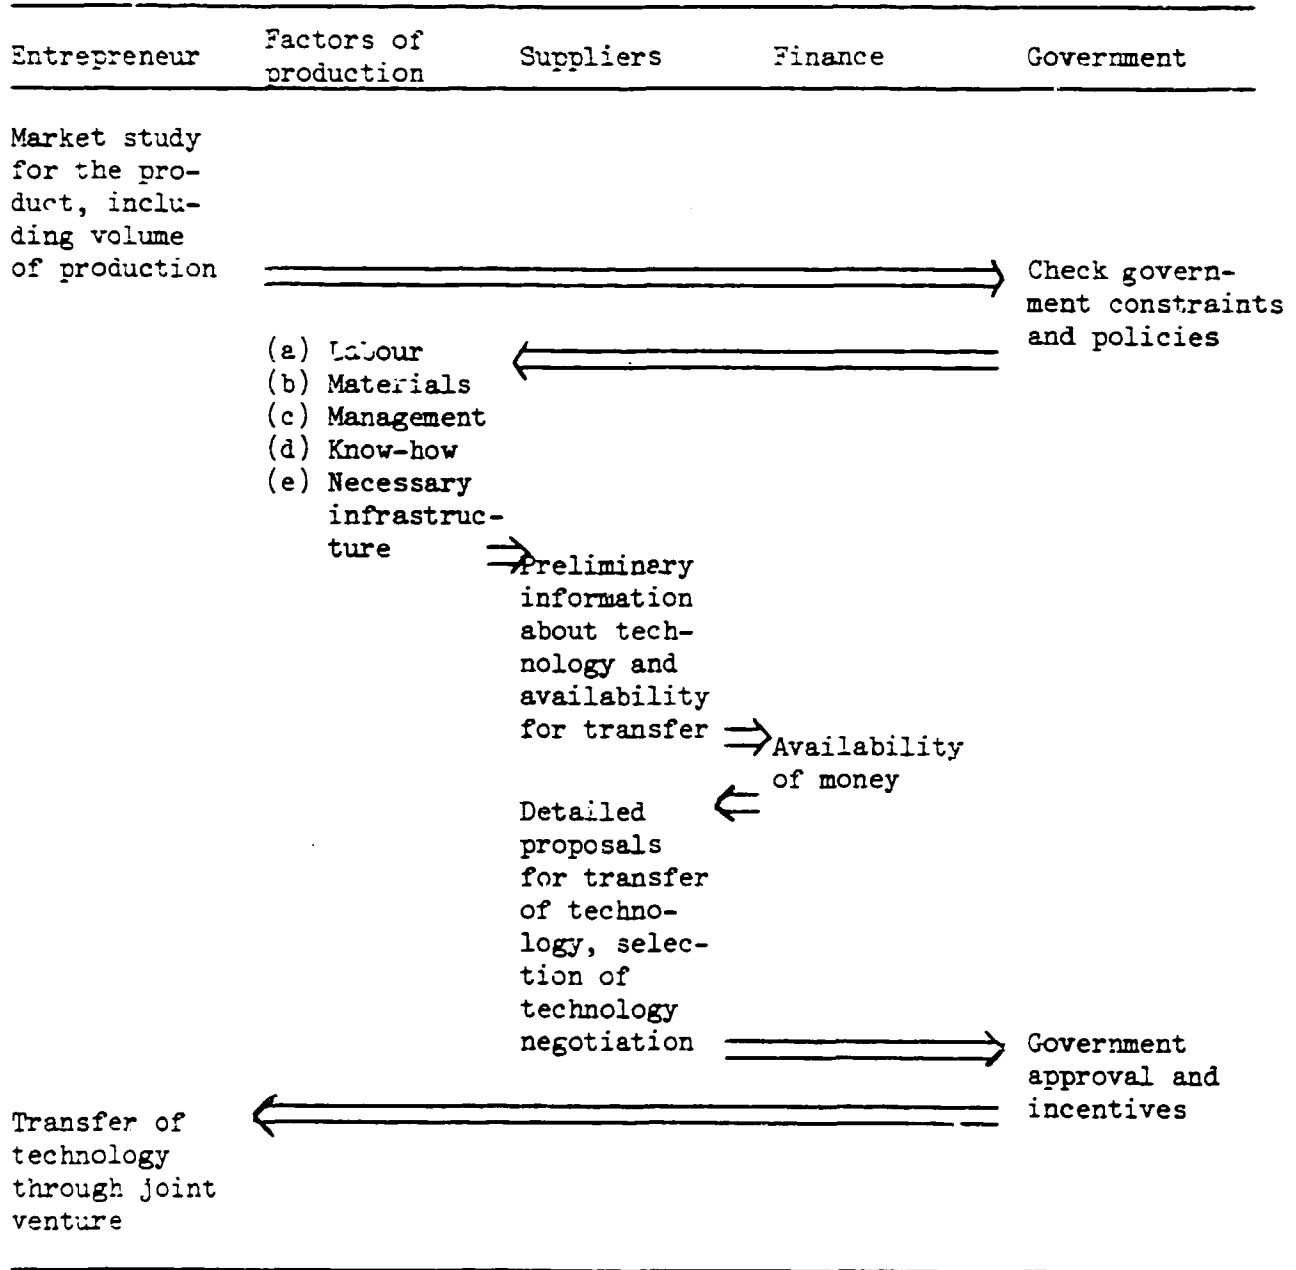 Entrepreneur Factors of production Suppliers Finance Government
Market study
for the pro-
duct, inclu-
ding volume
of production
Check govern-
ment constraints
and policies
(a) Labour
(b) Materials
(c) Management
(d) Know-how
(e) Necessary
infrastruc-
ture
Preliminary
information
about tech-
nology and
availability
for transfer
Availability
of money
Detailed
proposals
for transfer
of techno-
logy, selec-
tion of
technology
negotiation
Government
approval and
incentives
Transfer of
technology
through joint
venture